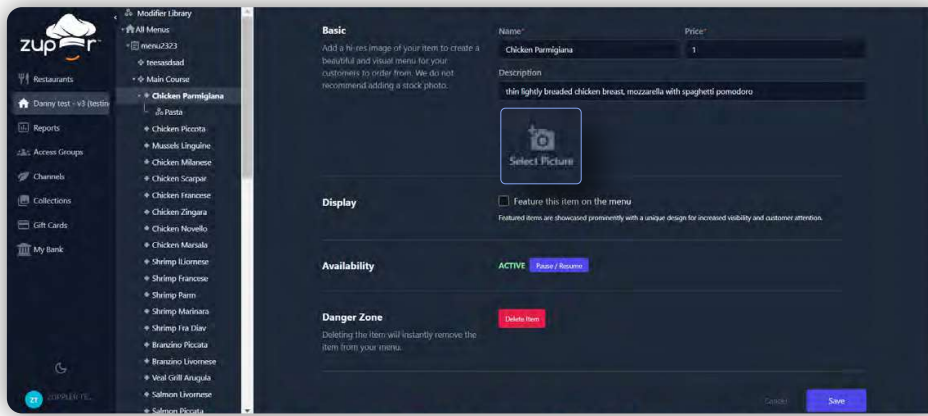 zuppler
Restaurants
Danny test - v3 (testin
Reports
Access Groups
Channels
Collections
Gift Cards
My Bank
ZT
Modifier Library
All Menus
menu2323
teesasdsad
Main Course
Chicken Parmigiana
Pasta
Chicken Piccota
Mussels Linguine
Chicken Milanese
Chicken Scarpar
Chicken Francese
Chicken Zingara
Chicken Novello
Chicken Marsala
Shrimp lLiornese
Shrimp Francese
Shrimp Parm
Shrimp Marinara
Shrimp Fra Diav
Branzino Piccata
Branzino Livornese
Veal Grill Arugula
Salmon Livornese
Salmon Piccata
Basic
Add a hi-res image of your item to create a
beautiful and visual menu for your
customers to order from. We do not
recommend adding a stock photo.
Name*
Price*
Chicken Parmigiana
1
Description
thin lightly breaded chicken breast, mozzarella with spaghetti pomodoro
Select Picture
Display
Feature this item on the menu
Featured items are showcased prominently with a unique design for increased visibility and customer attention.
Availability
ACTIVE
Pause / Resume
Danger Zone
Deleting the item will instantly remove the
item from your menu.
Delete Item
Cancel
Save